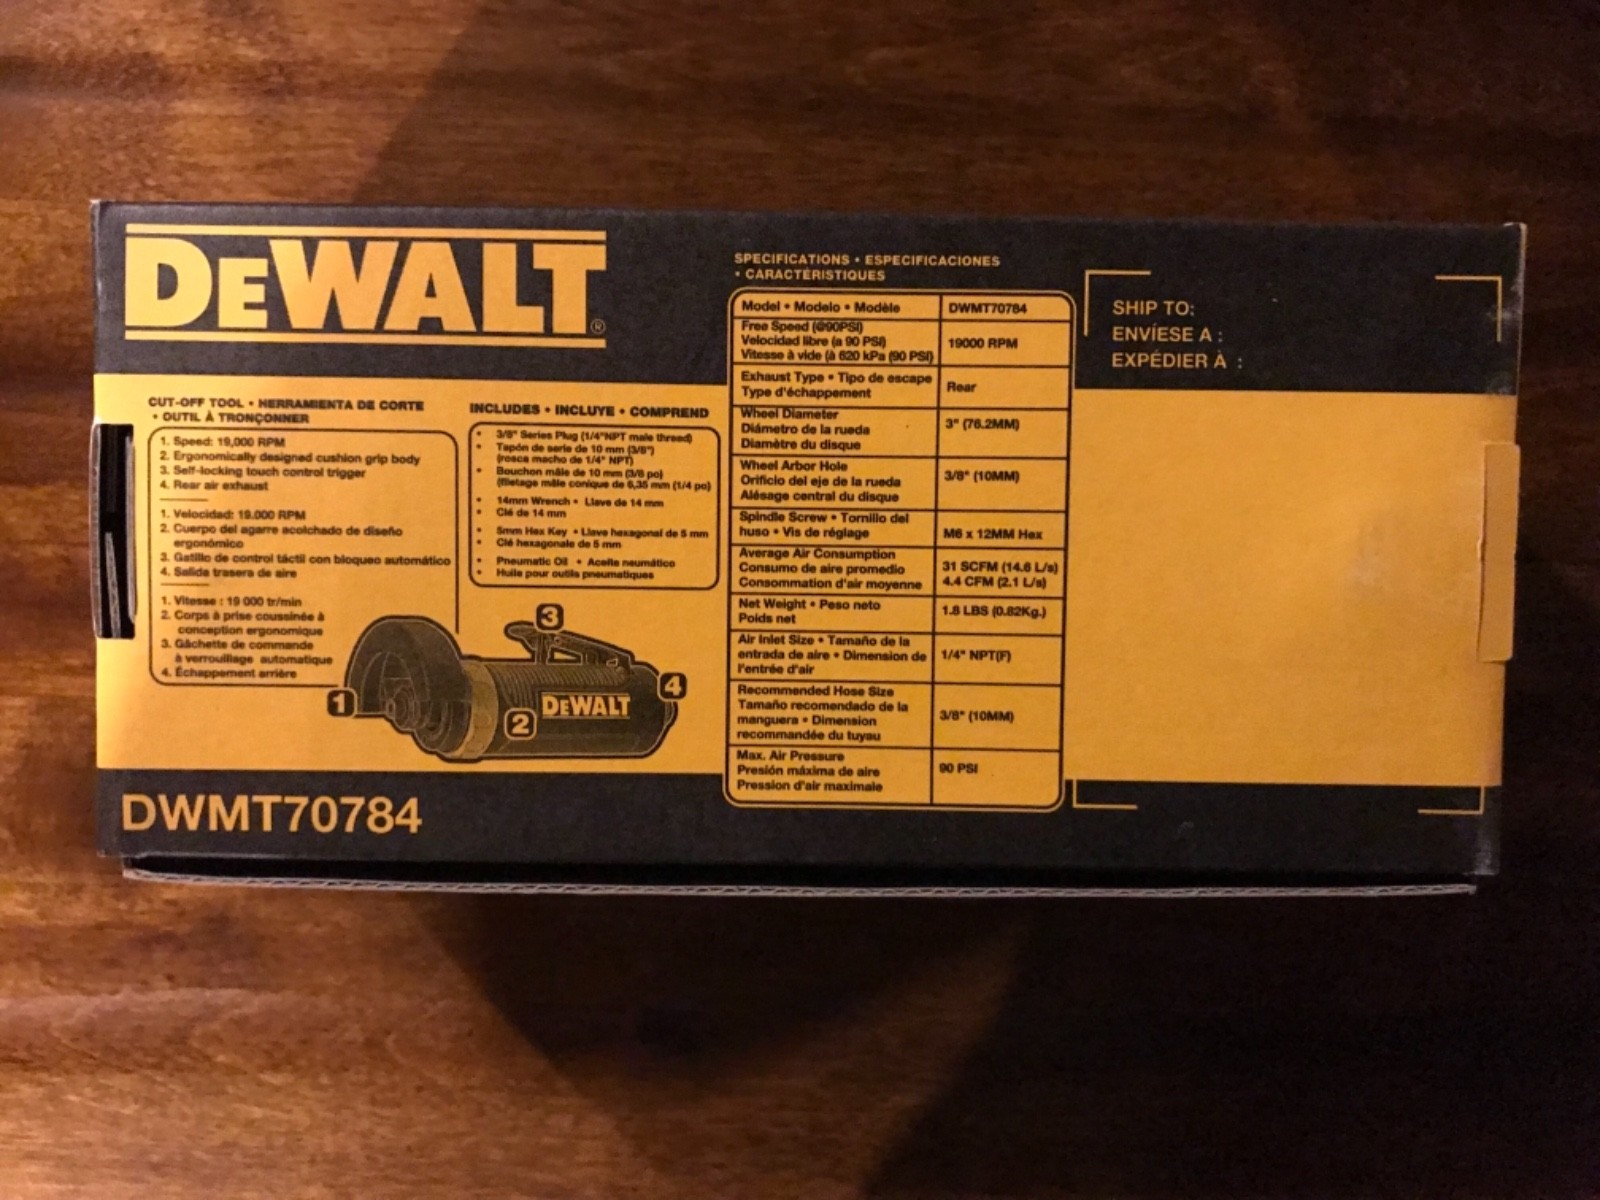 DEWALT®
CUT-OFF TOOL • HERRAMIENTA DE CORTE
• OUTIL À TRONÇONNER
1. Speed: 19,000 RPM
2. Ergonomically designed cushion grip body
3. Self-locking touch control trigger
4. Rear air exhaust
1. Velocidad: 19.000 RPM
2. Cuerpo del agarre acolchado de diseño
ergonómico
3. Gatillo de control táctil con bloqueo automático
4. Salida trasera de aire
1. Vitesse : 19 000 tr/min
2. Corps à prise coussinée à
conception ergonomique
3. Gâchette de commande
à verrouillage automatique
4. Échappement arrière
INCLUDES • INCLUYE • COMPREND
• 3/8" Series Plug (1/4"NPT male thread)
• Tapón de serie de 10 mm (3/8")
(rosca macho de 1/4" NPT)
• Bouchon mâle de 10 mm (3/8 po)
(filetage mâle conique de 6,35 mm (1/4 po)
• 14mm Wrench • Llave de 14 mm
• Clé de 14 mm
• 5mm Hex Key • Llave hexagonal de 5 mm
• Clé hexagonale de 5 mm
• Pneumatic Oil • Aceite neumático
• Huile pour outils pneumatiques
3
1
2
DEWALT
4
DWMT70784
SPECIFICATIONS • ESPECIFICACIONES
• CARACTÉRISTIQUES
Model • Modelo • Modèle DWMT70784
Free Speed (@90PSI)
Velocidad libre (a 90 PSI)
Vitesse à vide (à 620 kPa (90 PSI)
19000 RPM
Exhaust Type • Tipo de escape
Type d'échappement
Rear
Wheel Diameter
Diámetro de la rueda
Diamètre du disque
3" (76.2MM)
Wheel Arbor Hole
Orificio del eje de la rueda
Alésage central du disque
3/8" (10MM)
Spindle Screw • Tornillo del
huso • Vis de réglage
M6 x 12MM Hex
Average Air Consumption
Consumo de aire promedio
Consommation d'air moyenne
31 SCFM (14.6 L/s)
4.4 CFM (2.1 L/s)
Net Weight • Peso neto
Poids net
1.8 LBS (0.82Kg.)
Air Inlet Size • Tamaño de la
entrada de aire • Dimension de
l'entrée d'air
1/4" NPT(F)
Recommended Hose Size
Tamaño recomendado de la
manguera • Dimension
recommandée du tuyau
3/8" (10MM)
Max. Air Pressure
Presión máxima de aire
Pression d'air maximale
90 PSI
SHIP TO:
ENVÍESE A :
EXPÉDIER À :